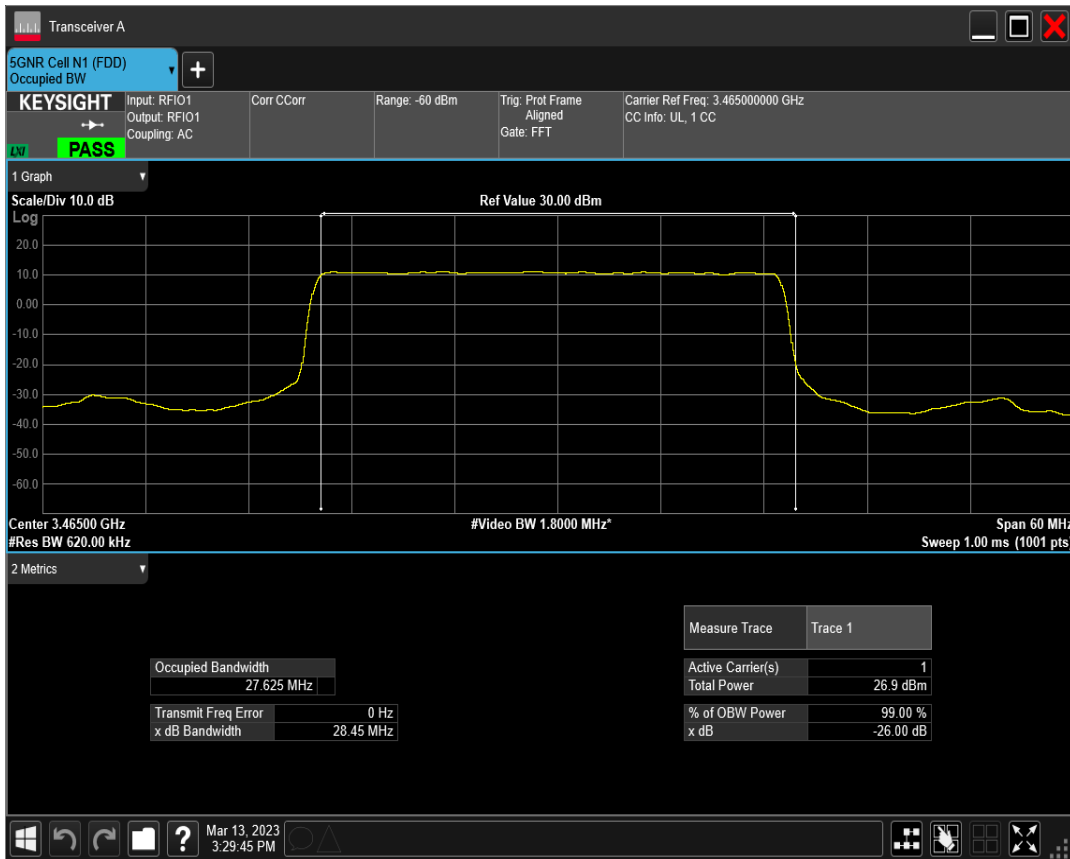 Transceiver A
5GNR Cell N1 (FDD)
Occupied BW
+
KEYSIGHT
LXI
PASS
Input: RFIO1
Output: RFIO1
Coupling: AC
Corr CCorr
Range: -60 dBm
Trig: Prot Frame
Aligned
Gate: FFT
Carrier Ref Freq: 3.465000000 GHz
CC Info: UL, 1 CC
1 Graph
Scale/Div 10.0 dB
Ref Value 30.00 dBm
Log
20.0
10.0
0.00
-10.0
-20.0
-30.0
-40.0
-50.0
-60.0
Center 3.46500 GHz
#Video BW 1.8000 MHz*
Span 60 MHz
#Res BW 620.00 kHz
Sweep 1.00 ms (1001 pts)
2 Metrics
Measure Trace Trace 1
Occupied Bandwidth
27.625 MHz
Active Carrier(s) 1
Total Power 26.9 dBm
Transmit Freq Error 0 Hz
x dB Bandwidth 28.45 MHz
% of OBW Power 99.00 %
x dB -26.00 dB
?
Mar 13, 2023
3:29:45 PM